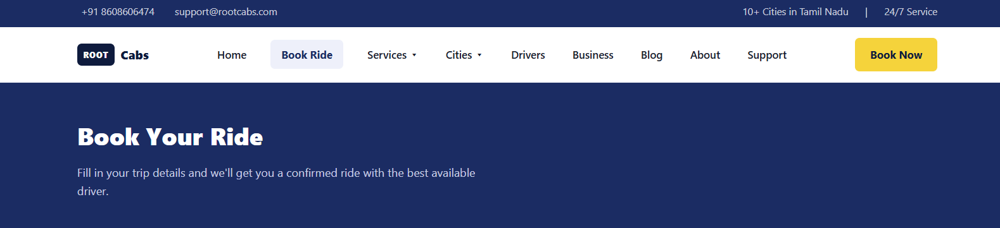 +91 8608606474 support@rootcabs.com 10+ Cities in Tamil Nadu | 24/7 Service
ROOT Cabs Home Book Ride Services Cities Drivers Business Blog About Support Book Now
Book Your Ride
Fill in your trip details and we'll get you a confirmed ride with the best available
driver.